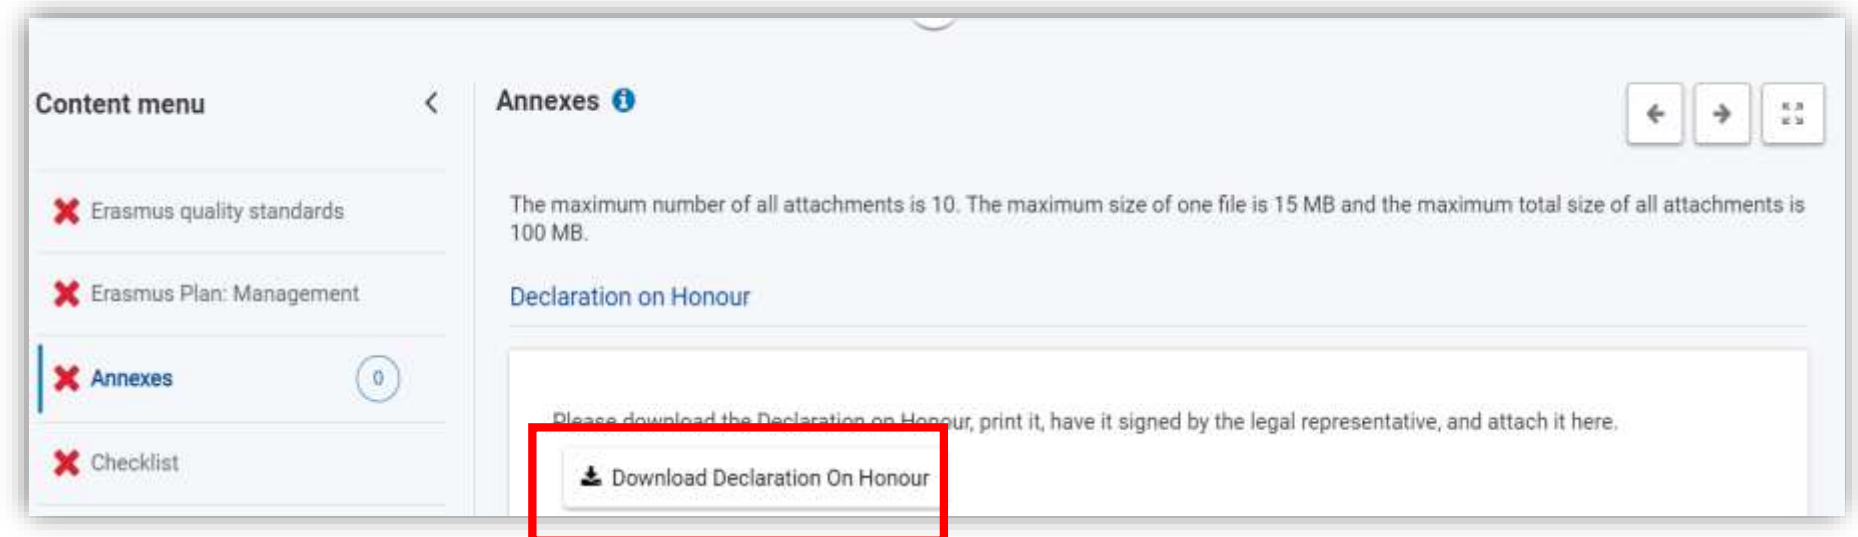 Content menu
Erasmus quality standards
Erasmus Plan: Management
Annexes
0
Checklist
Annexes
The maximum number of all attachments is 10. The maximum size of one file is 15 MB and the maximum total size of all attachments is
100 MB.
Declaration on Honour
Please download the Declaration on Honour, print it, have it signed by the legal representative, and attach it here.
Download Declaration On Honour